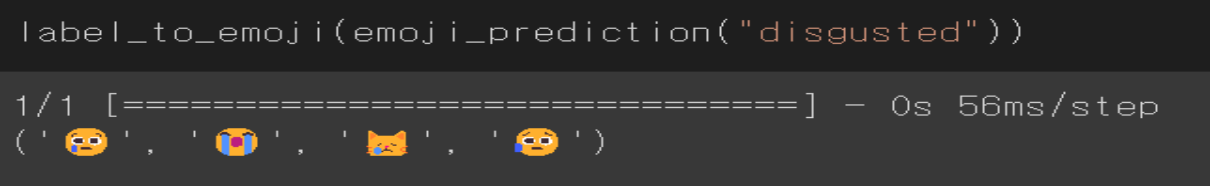 label_to_emoji(emoji_prediction("disgusted"))
1/1 [==============================] - 0s 56ms/step
('🥹', '😭', '😿', '😥')